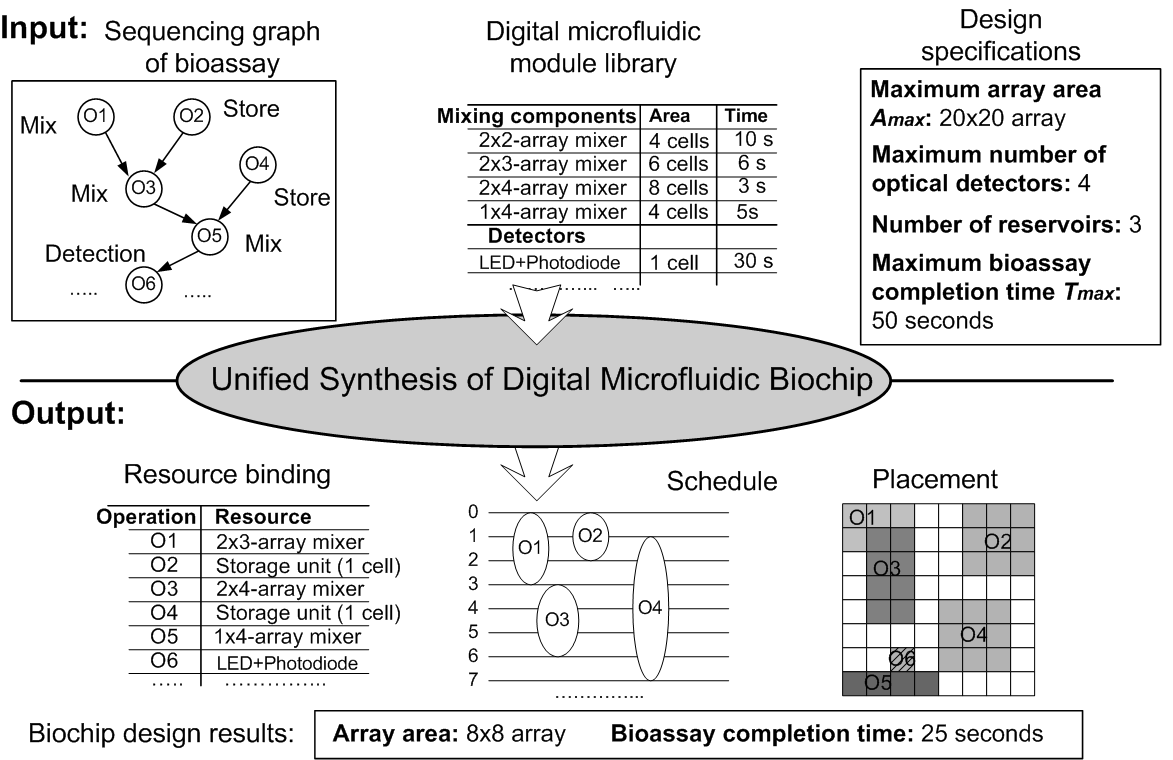 Input:
Sequencing graph
of bioassay
Mix
O1
O2
Store
O4
Mix
O3
Store
O5
Mix
Detection
O6
.....
.....
Digital microfluidic
module library
Mixing components Area Time
2x2-array mixer 4 cells 10 s
2x3-array mixer 6 cells 6 s
2x4-array mixer 8 cells 3 s
1x4-array mixer 4 cells 5s
Detectors
LED+Photodiode 1 cell 30 s
Design
specifications
Maximum array area
Amax: 20x20 array
Maximum number of
optical detectors: 4
Number of reservoirs: 3
Maximum bioassay
completion time Tmax:
50 seconds
Unified Synthesis of Digital Microfluidic Biochip
Output:
Resource binding
Operation Resource
O1 2x3-array mixer
O2 Storage unit (1 cell)
O3 2x4-array mixer
O4 Storage unit (1 cell)
O5 1x4-array mixer
O6 LED+Photodiode
..... ...............
Schedule
0
1
2
3
4
5
6
7
O1
O2
O3
O4
...............
Placement
O1
O2
O3
O4
O6
O5
Biochip design results:
Array area: 8x8 array Bioassay completion time: 25 seconds